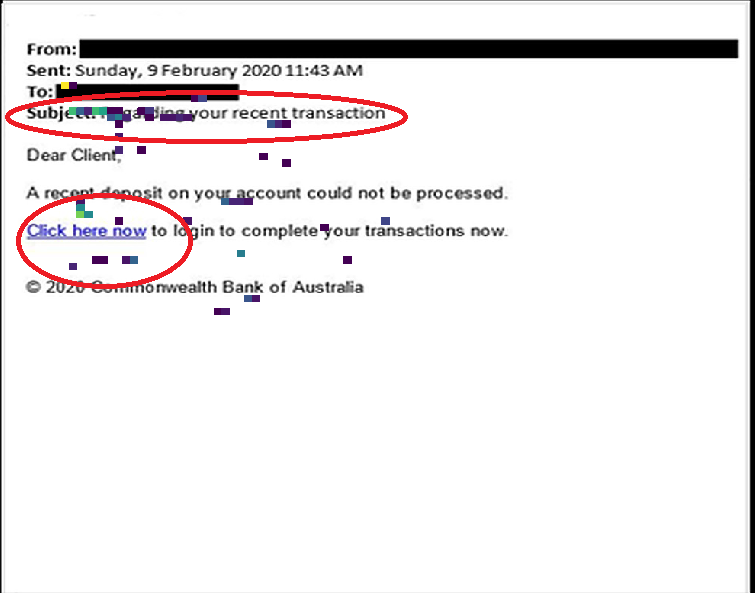 From:
Sent: Sunday, 9 February 2020 11:43 AM
To:
Subject: Regarding your recent transaction
Dear Client,
A recent deposit on your account could not be processed.
Click here now to login to complete your transactions now.
© 2020 Commonwealth Bank of Australia